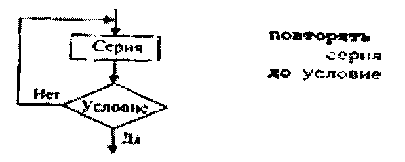 Серия
Нет
Условие
Да
повторять
серия
до условие